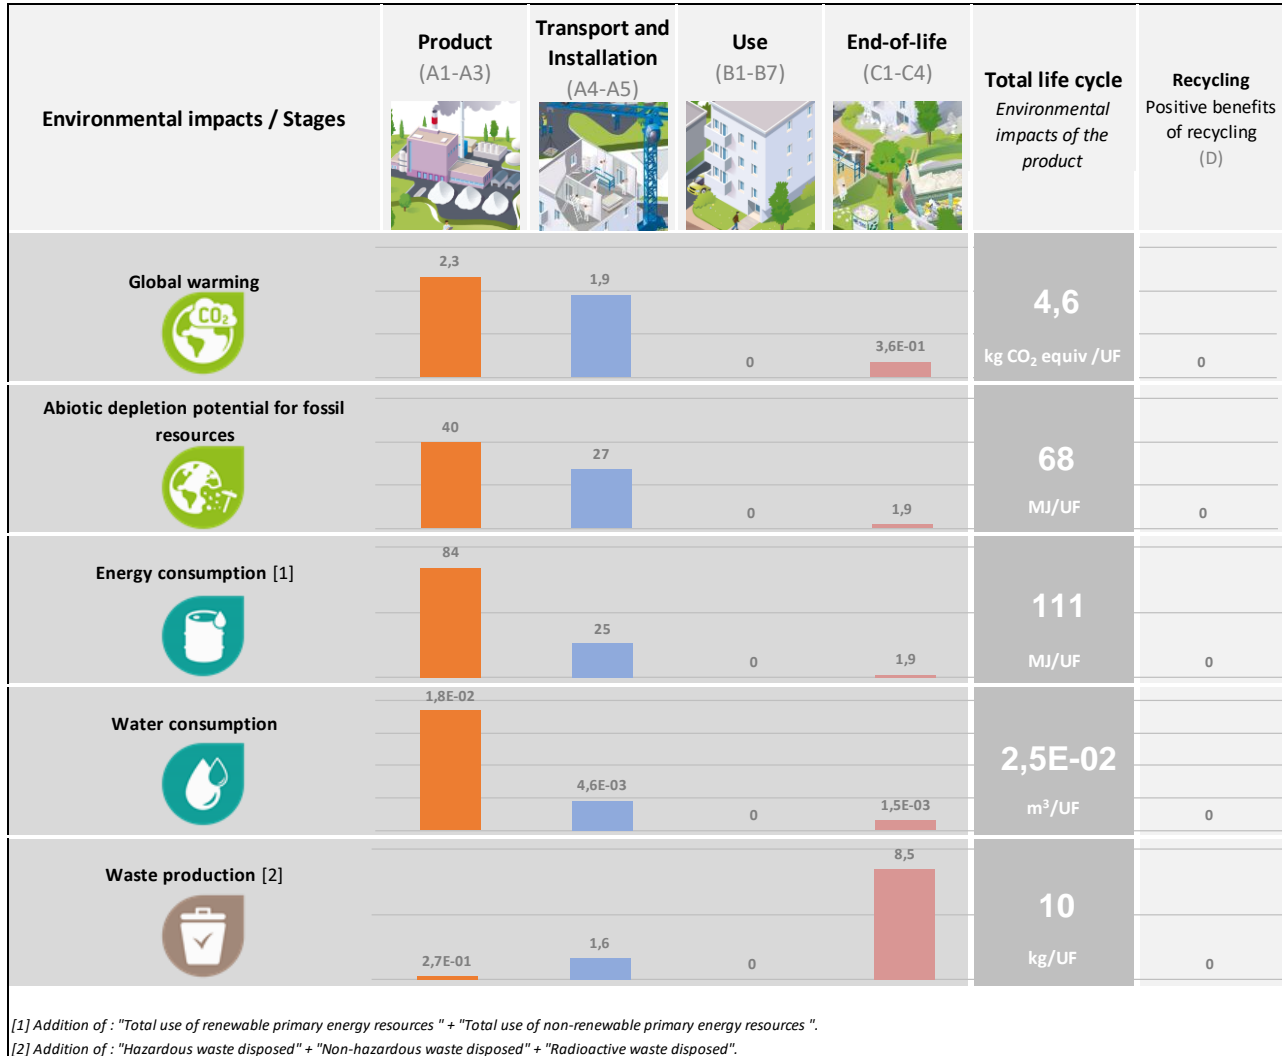 Environmental impacts / Stages
Product
(A1-A3)
Transport and
Installation
(A4-A5)
Use
(B1-B7)
End-of-life
(C1-C4)
Total life cycle
Environmental
impacts of the
product
Recycling
Positive benefits
of recycling
(D)
Global warming
CO2
2,3
1,9
0
3,6E-01
4,6
kg CO₂ equiv /UF
0
Abiotic depletion potential for fossil
resources
40
27
0
1,9
68
MJ/UF
0
Energy consumption [1]
84
25
0
1,9
111
MJ/UF
0
Water consumption
1,8E-02
4,6E-03
0
1,5E-03
2,5E-02
m³/UF
0
Waste production [2]
2,7E-01
1,6
0
8,5
10
kg/UF
0
[1] Addition of : "Total use of renewable primary energy resources " + "Total use of non-renewable primary energy resources ".
[2] Addition of : "Hazardous waste disposed" + "Non-hazardous waste disposed" + "Radioactive waste disposed".